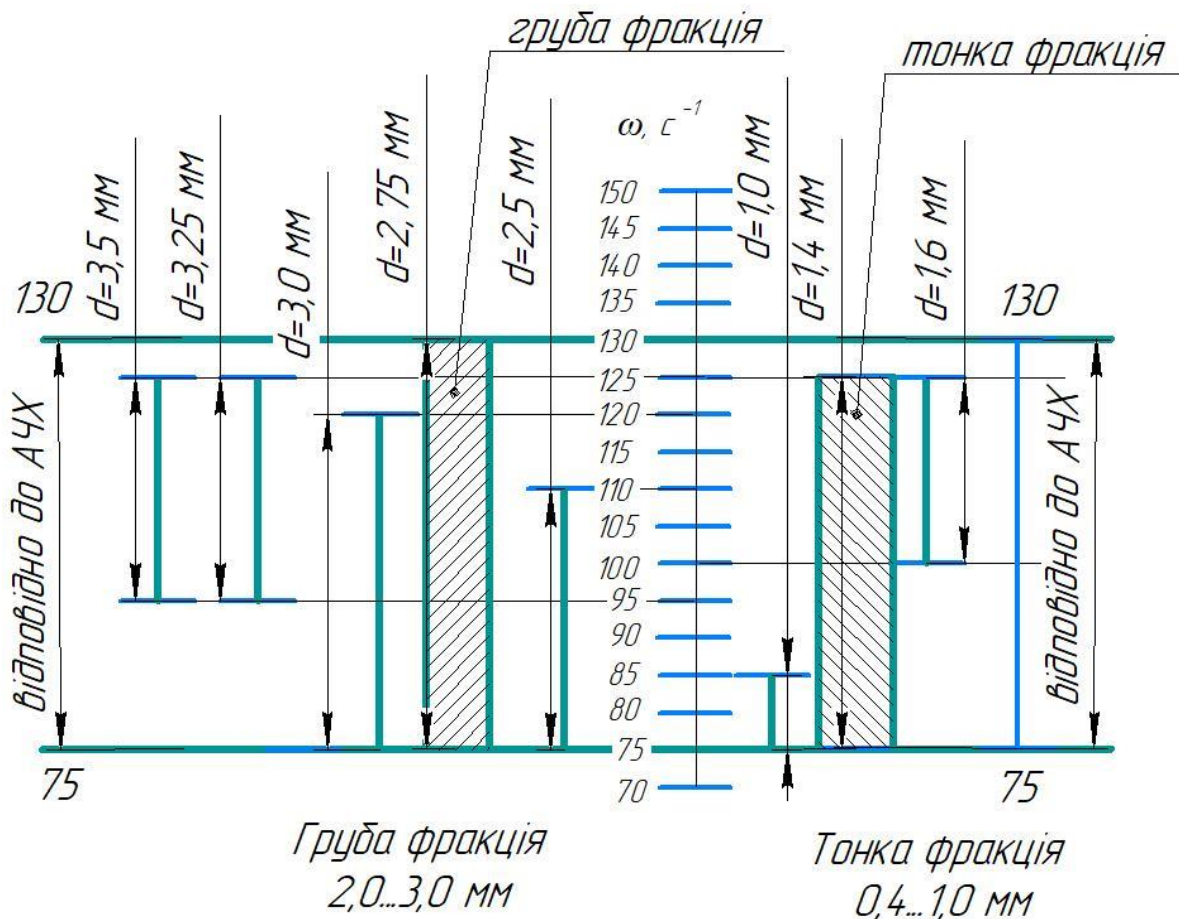 груба фракція
тонка фракція
ω, с⁻¹
d=3,5 мм
d=3,25 мм
d=3,0 мм
d=2,75 мм
d=2,5 мм
d=1,0 мм
d=1,4 мм
d=1,6 мм
130
130
150
145
140
135
130
125
120
115
110
105
100
95
90
85
80
75
70
відповідно до АЧХ
відповідно до АЧХ
75
75
Груба фракція
2,0...3,0 мм
Тонка фракція
0,4...1,0 мм